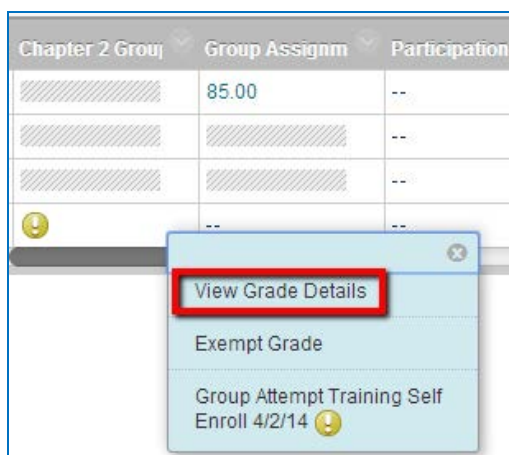 Chapter 2 Grou Group Assignm Participation
85.00 --
--
--
-- --
View Grade Details
Exempt Grade
Group Attempt Training Self
Enroll 4/2/14